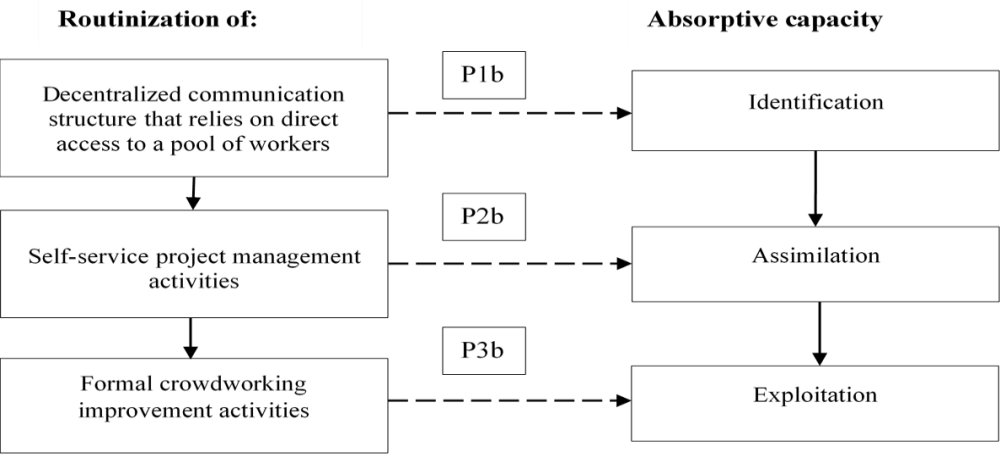 Routinization of:
Absorptive capacity
Decentralized communication
structure that relies on direct
access to a pool of workers
P1b
Identification
Self-service project management
activities
P2b
Assimilation
Formal crowdworking
improvement activities
P3b
Exploitation